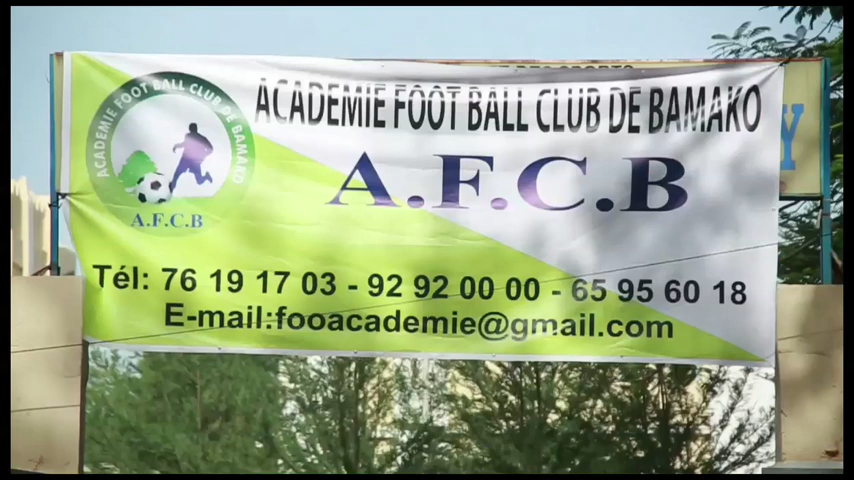 ACADEMIE FOOT BALL CLUB DE BAMAKO
A.F.C.B
ACADEMIE FOOT BALL CLUB DE BAMAKO
A.F.C.B
Tél: 76 19 17 03 - 92 92 00 00 - 65 95 60 18
E-mail:fooacademie@gmail.com